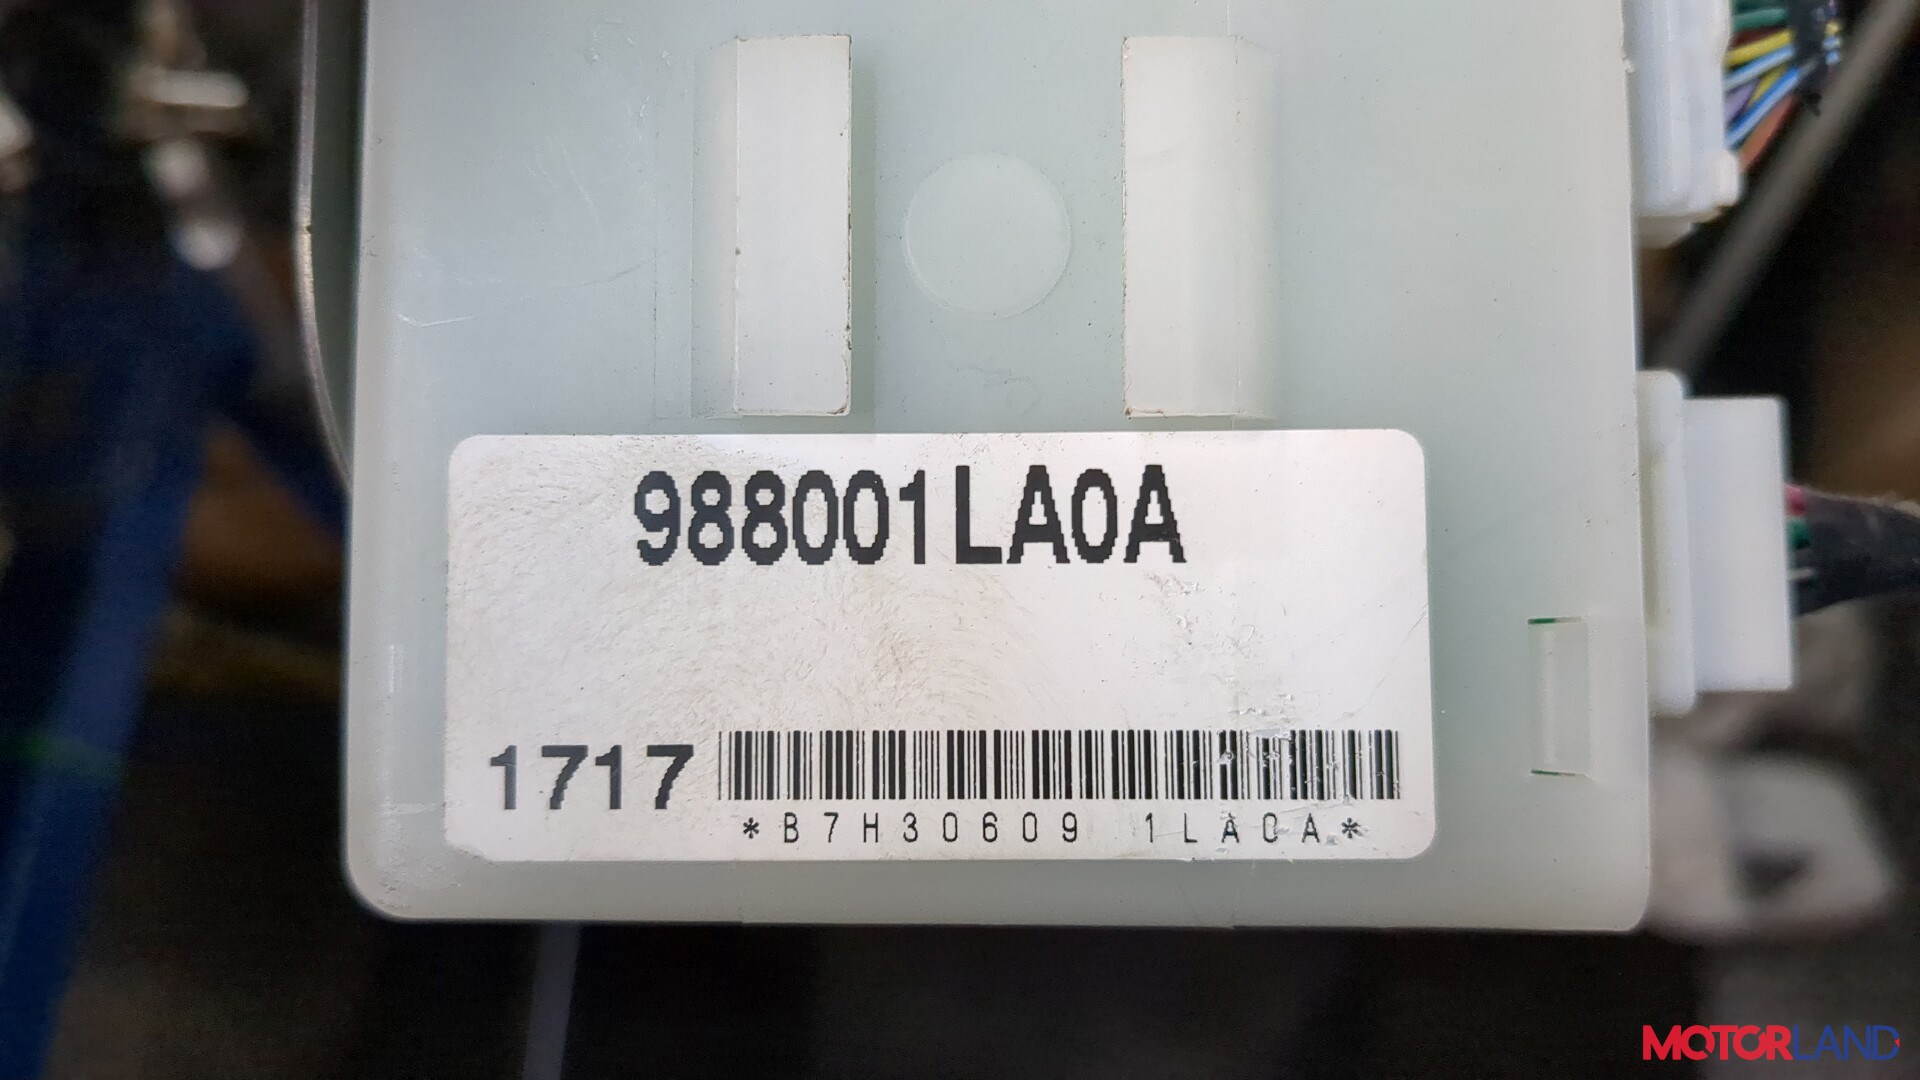 988001LA0A
1717
*B7H30609 1LA0A*
MOTORLAND